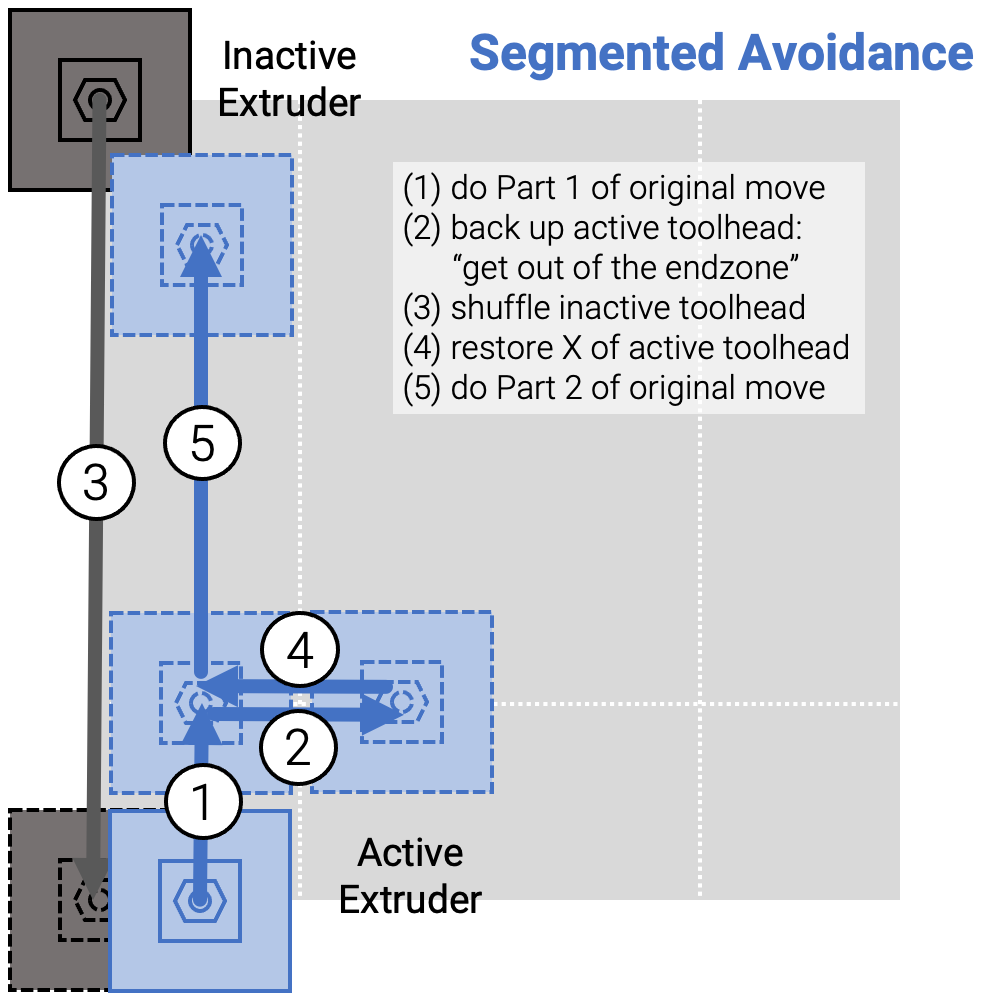 Segmented Avoidance
Inactive
Extruder
(1) do Part 1 of original move
(2) back up active toolhead:
“get out of the endzone”
(3) shuffle inactive toolhead
(4) restore X of active toolhead
(5) do Part 2 of original move
5
3
4
2
1
Active
Extruder